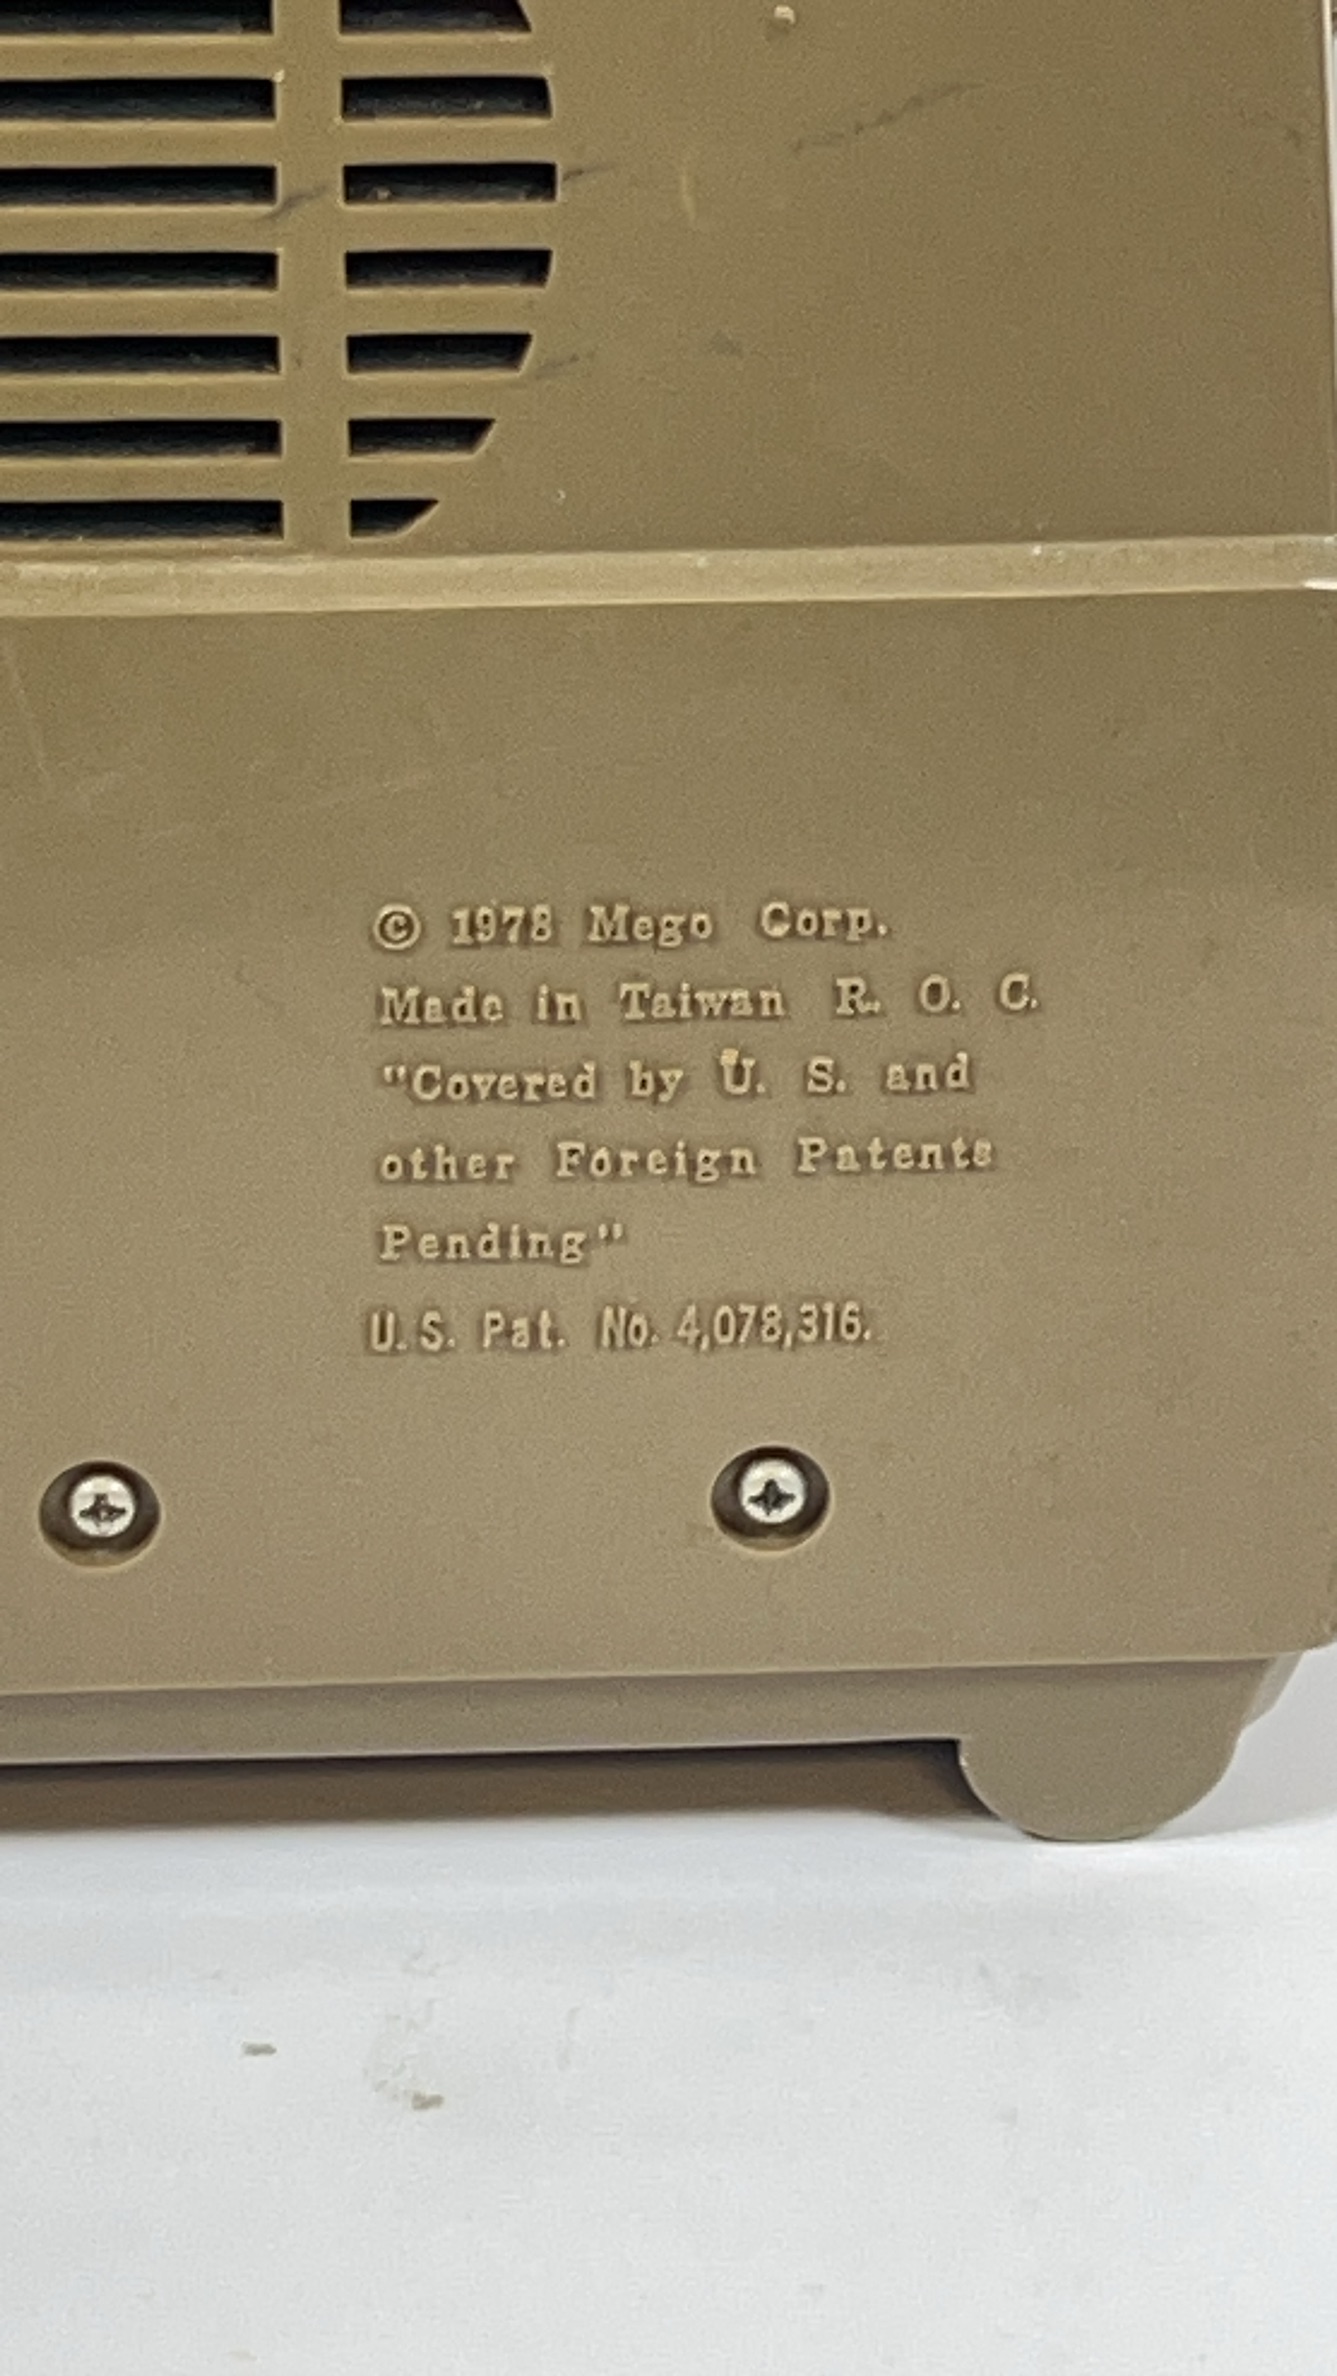 © 1978 Mego Corp.
Made in Taiwan R. O. C.
"Covered by U. S. and
other Foreign Patents
Pending"
U.S. Pat. No. 4,078,316.